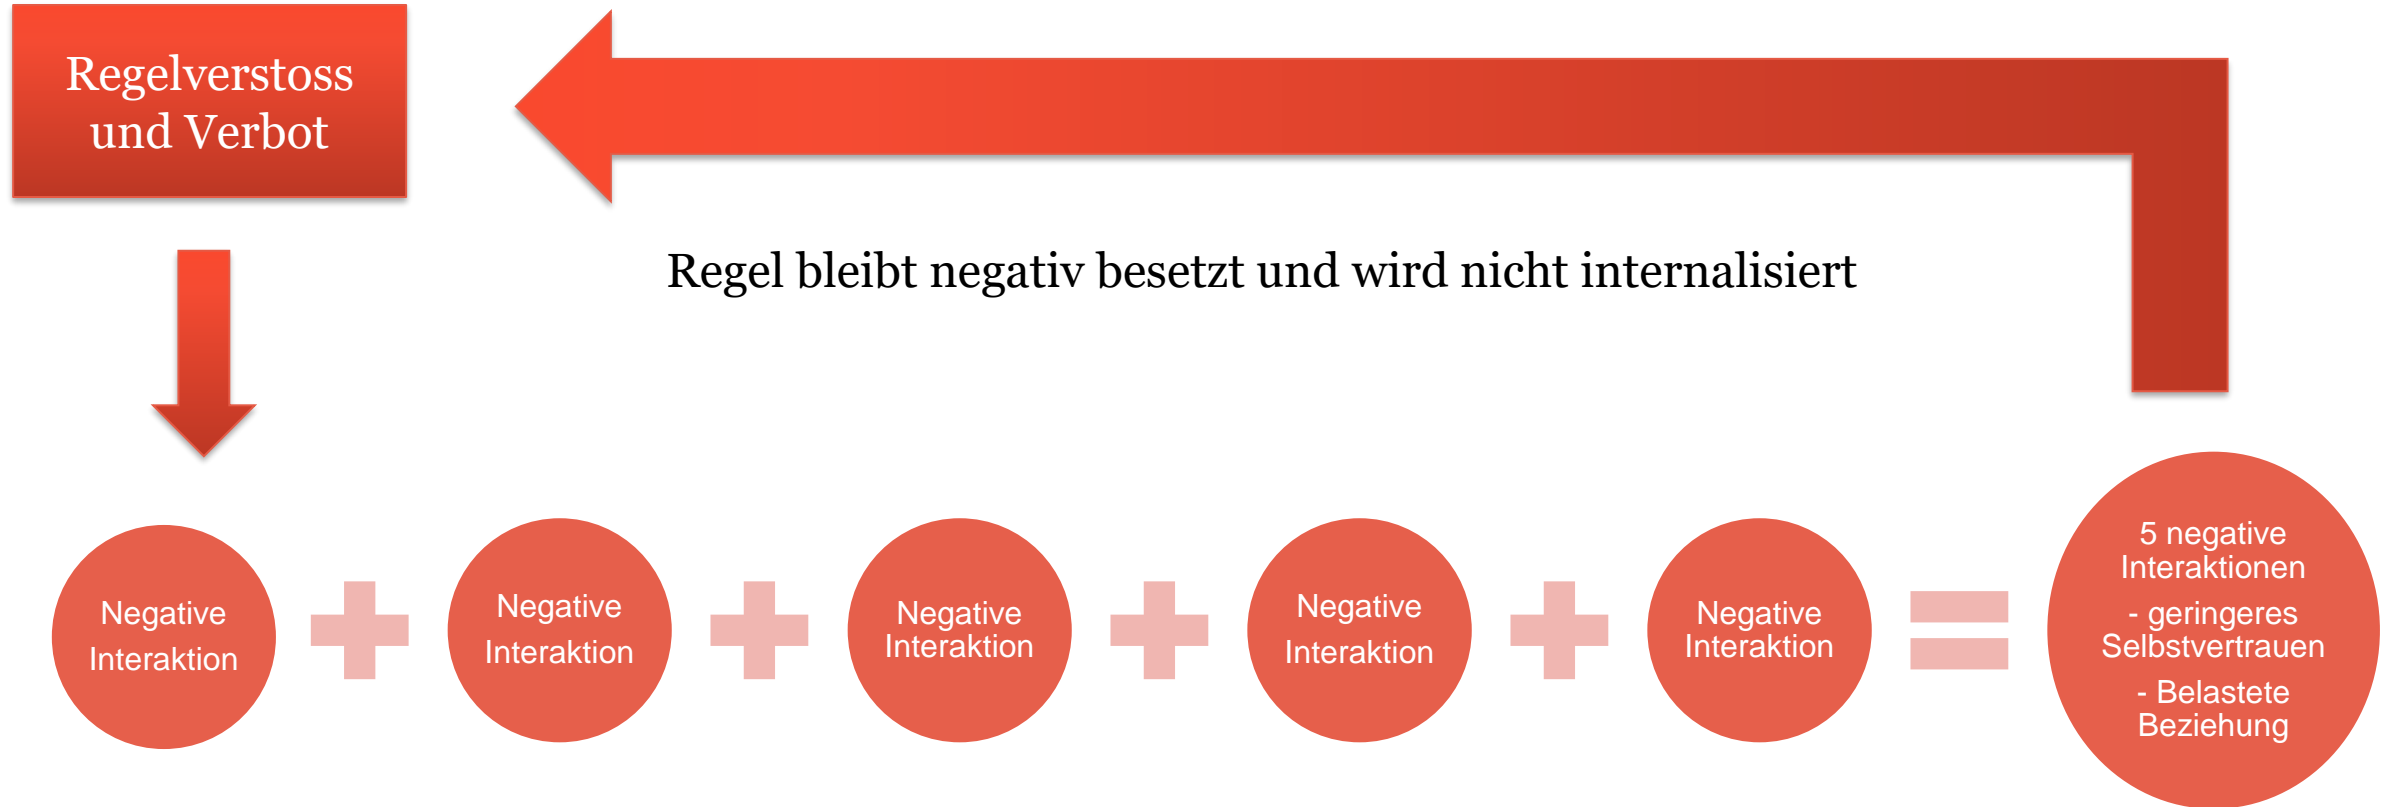 Regelverstoss
und Verbot
Regel bleibt negativ besetzt und wird nicht internalisiert
Negative
Interaktion
Negative
Interaktion
Negative
Interaktion
Negative
Interaktion
Negative
Interaktion
5 negative
Interaktionen
- geringeres
Selbstvertrauen
- Belastete
Beziehung